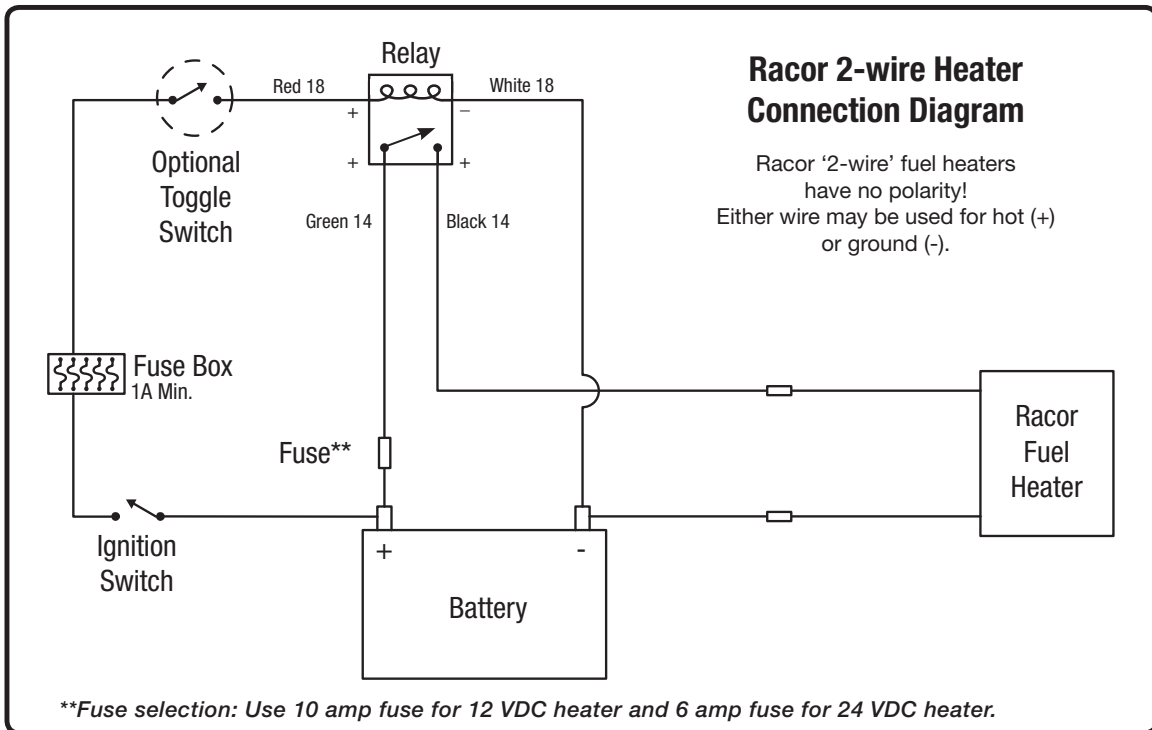 Racor 2-wire Heater
Connection Diagram
Racor ‘2-wire’ fuel heaters
have no polarity!
Either wire may be used for hot (+)
or ground (-).
Relay
Red 18
White 18
+
–
+
+
Optional
Toggle
Switch
Green 14
Black 14
Fuse Box
1A Min.
Fuse**
Ignition
Switch
+
-
Battery
Racor
Fuel
Heater
**Fuse selection: Use 10 amp fuse for 12 VDC heater and 6 amp fuse for 24 VDC heater.